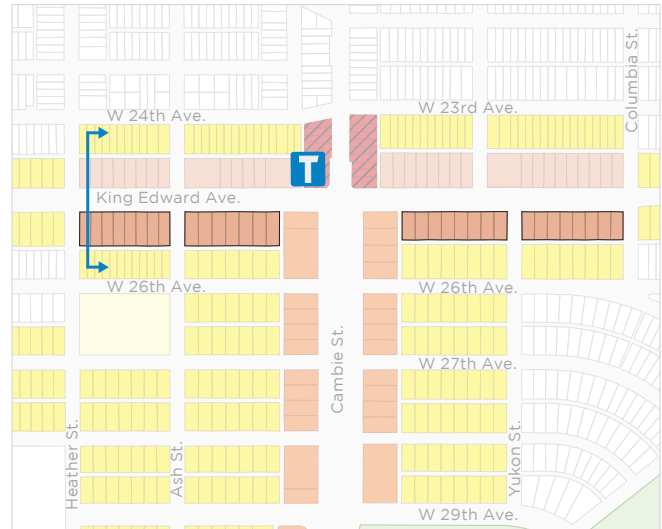 W 24th Ave.
W 23rd Ave.
Columbia St.
T
King Edward Ave.
W 26th Ave.
W 26th Ave.
Cambie St.
W 27th Ave.
Heather St.
Ash St.
Yukon St.
W 29th Ave.